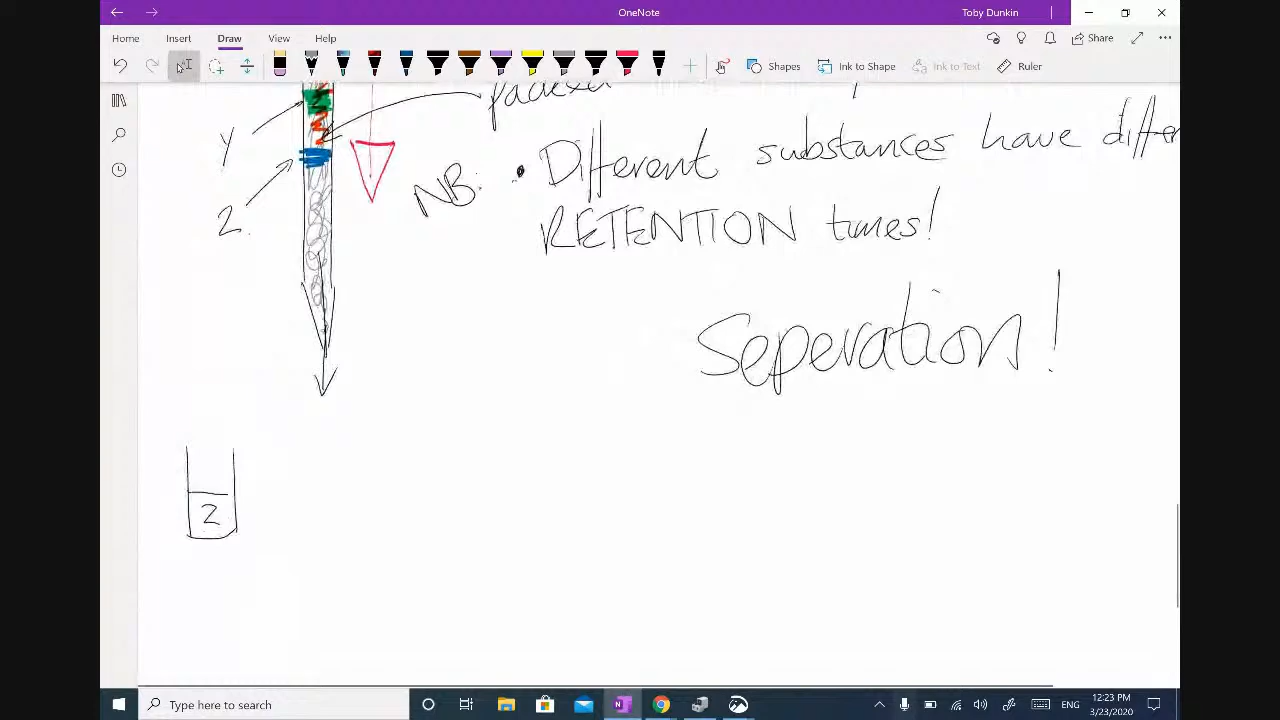 OneNote
Toby Dunkin
Home Insert Draw View Help
Share
Shapes Ink to Shape Ink to Text Ruler
packed
Y
Different substances have differ
NB:
Z.
RETENTION times!
Seperation!
Z
Type here to search
12:23 PM
3/23/2020